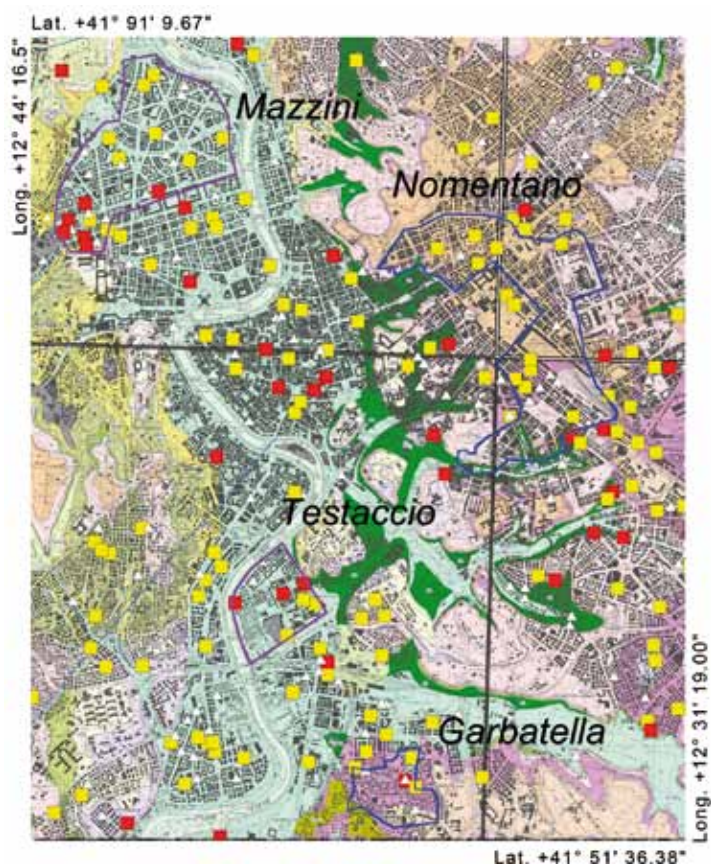 Lat. +41° 91' 9.67"
Long. +12° 44' 16.5"
Mazzini
Nomentano
Testaccio
Garbatella
Long. +12° 31' 19.00"
Lat. +41° 51' 36.38"